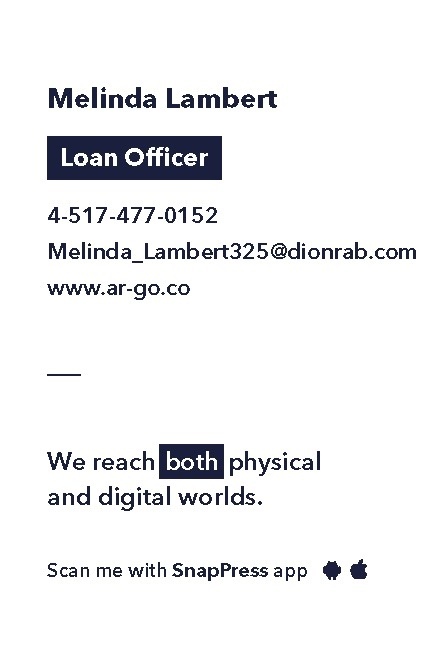 Melinda Lambert
Loan Officer
4-517-477-0152
Melinda_Lambert325@dionrab.com
www.ar-go.co
We reach both physical
and digital worlds.
Scan me with SnapPress app